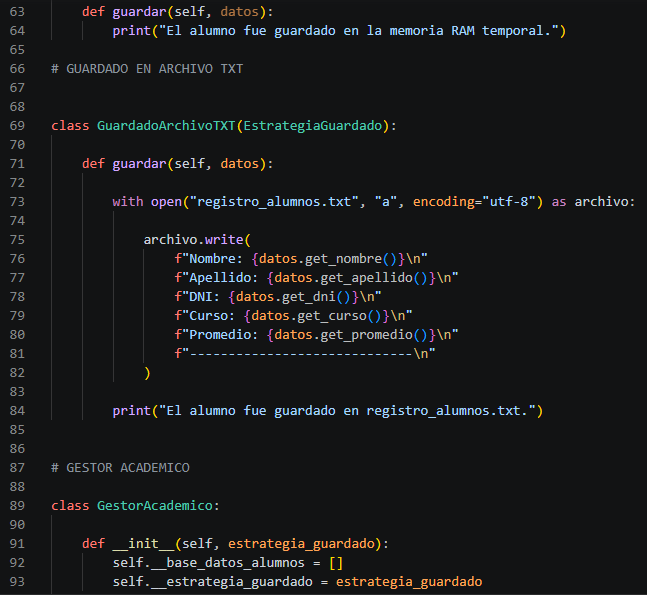 63 def guardar(self, datos):
64 print("El alumno fue guardado en la memoria RAM temporal.")
65
66 # GUARDADO EN ARCHIVO TXT
67
68
69 class GuardadoArchivoTXT(EstrategiaGuardado):
70
71 def guardar(self, datos):
72
73 with open("registro_alumnos.txt", "a", encoding="utf-8") as archivo:
74
75 archivo.write(
76 f"Nombre: {datos.get_nombre()}\n"
77 f"Apellido: {datos.get_apellido()}\n"
78 f"DNI: {datos.get_dni()}\n"
79 f"Curso: {datos.get_curso()}\n"
80 f"Promedio: {datos.get_promedio()}\n"
81 f"-----------------------------\n"
82 )
83
84 print("El alumno fue guardado en registro_alumnos.txt.")
85
86
87 # GESTOR ACADEMICO
88
89 class GestorAcademico:
90
91 def __init__(self, estrategia_guardado):
92 self.__base_datos_alumnos = []
93 self.__estrategia_guardado = estrategia_guardado